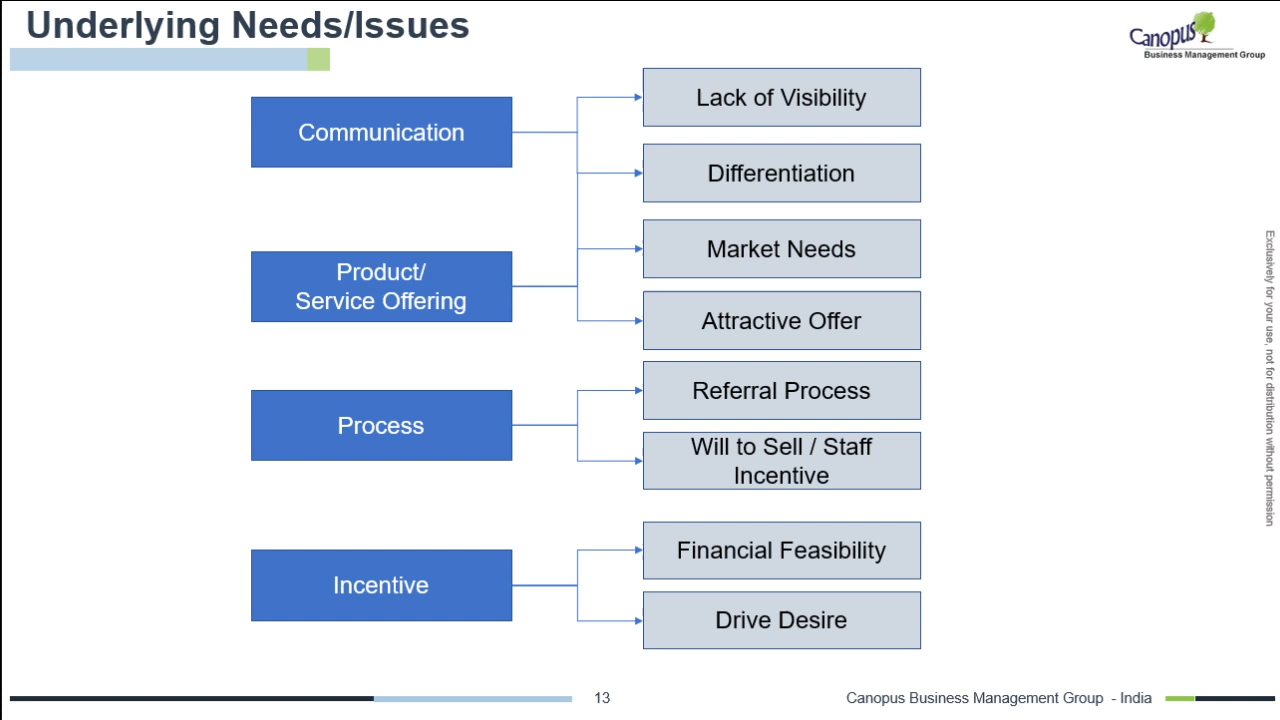 Underlying Needs/Issues
Canopus
Business Management Group
Communication
Lack of Visibility
Differentiation
Product/
Service Offering
Market Needs
Attractive Offer
Process
Referral Process
Will to Sell / Staff
Incentive
Incentive
Financial Feasibility
Drive Desire
Exclusively for your use, not for distribution without permission
13
Canopus Business Management Group - India